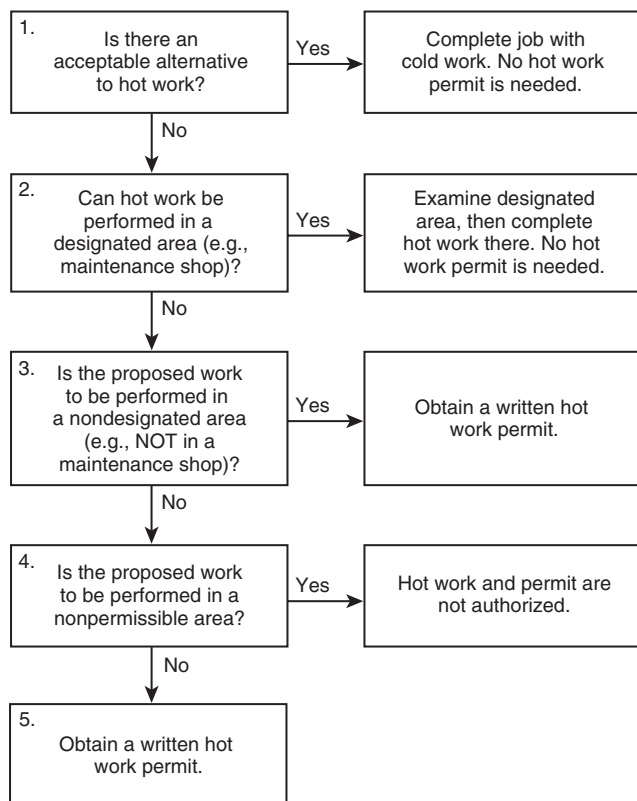 1.
Is there an
acceptable alternative
to hot work?
Yes
Complete job with
cold work. No hot work
permit is needed.
No
2.
Can hot work be
performed in a
designated area (e.g.,
maintenance shop)?
Yes
Examine designated
area, then complete
hot work there. No hot
work permit is needed.
No
3.
Is the proposed work
to be performed in
a nondesignated area
(e.g., NOT in a
maintenance shop)?
Yes
Obtain a written hot
work permit.
No
4.
Is the proposed work
to be performed in a
nonpermissible area?
Yes
Hot work and permit are
not authorized.
No
5.
Obtain a written hot
work permit.